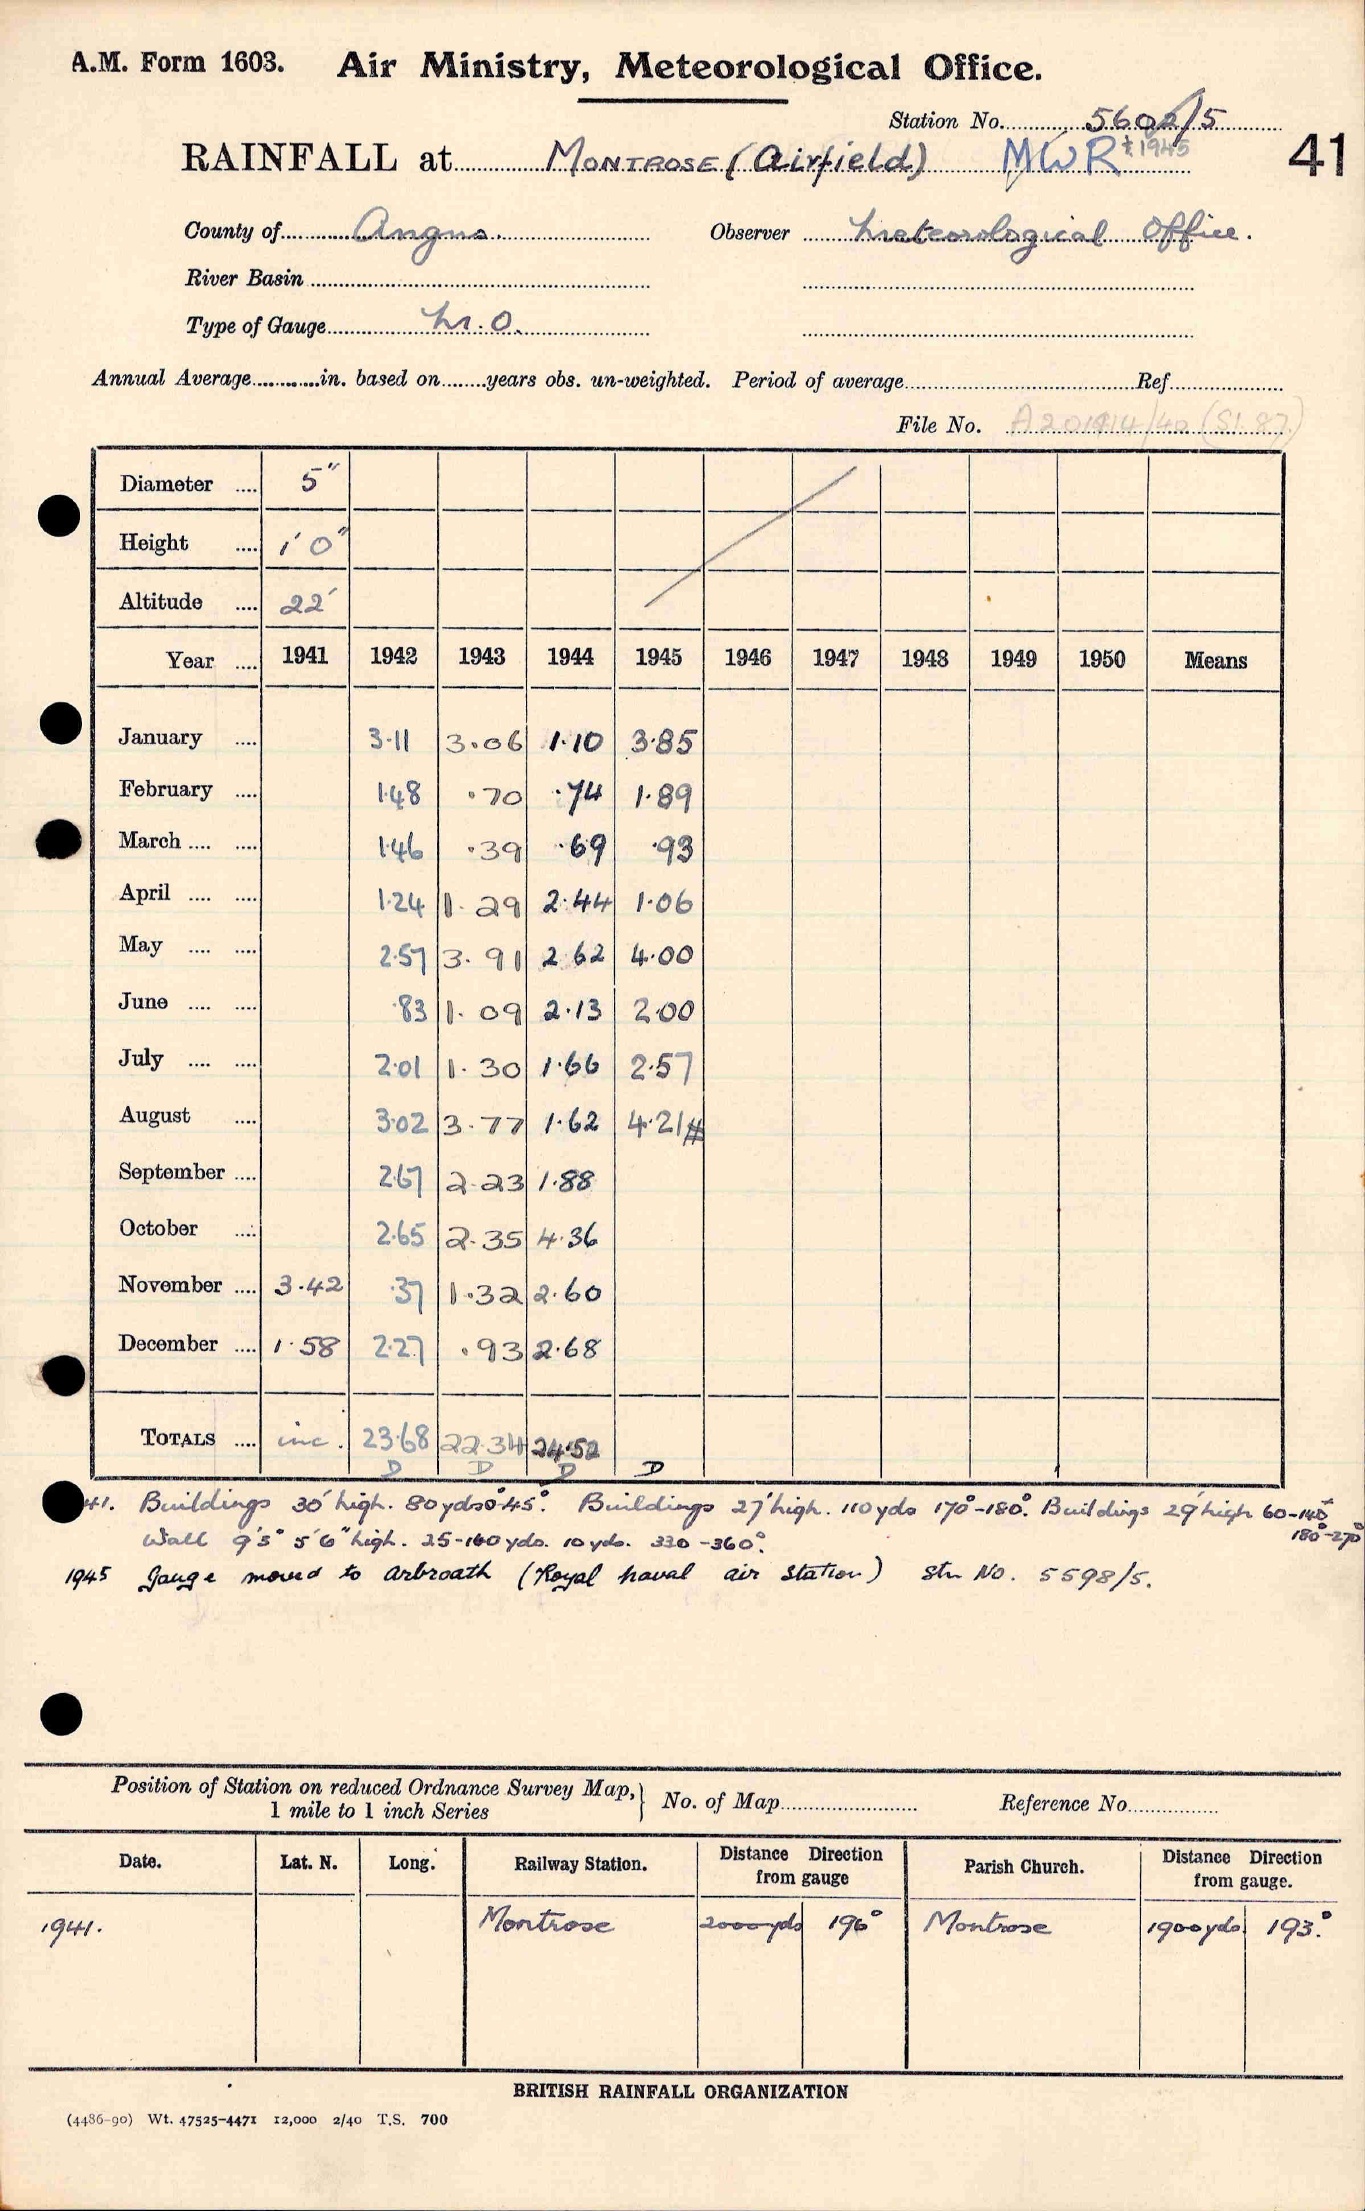 A.M. Form 1603. Air Ministry, Meteorological Office.
Station No. 5602/5
RAINFALL at Montrose (Airfield) MWR 1945 41
County of Angus. Observer Meteorological Office.
River Basin
Type of Gauge M.O.
Annual Average in. based on years obs. un-weighted. Period of average Ref
File No.
Diameter .... 5"
Height .... 1' 0"
Altitude .... 22'
Year .... 1941 1942 1943 1944 1945 1946 1947 1948 1949 1950 Means
January .... 3.11 3.06 1.10 3.85
February .... 1.48 .70 .74 1.89
March .... .... 1.46 .39 .69 .93
April .... .... 1.24 1.29 2.44 1.06
May .... .... 2.57 3.91 2.62 4.00
June .... .... .83 1.09 2.13 2.00
July .... .... 2.01 1.30 1.66 2.57
August .... 3.02 3.77 1.62 4.21#
September .... 2.67 2.23 1.88
October .... 2.65 2.35 4.36
November .... 3.42 .37 1.32 2.60
December .... 1.58 2.27 .93 2.68
Totals .... inc. 23.68 22.34 24.52
D D D D
41. Buildings 30' high. 80 yds 0°-45°. Buildings 27' high. 110 yds 170°-180°. Buildings 29' high 60-140°
180°-270°
Wall 9'5" 5'6" high. 25-160 yds. 10 yds. 330-360°.
1945 Gauge moved to Arbroath (Royal Naval air station) Stn No. 5598/5.
Position of Station on reduced Ordnance Survey Map, } No. of Map Reference No.
1 mile to 1 inch Series
Date. Lat. N. Long. Railway Station. Distance Direction from gauge Parish Church. Distance Direction from gauge.
1941. Montrose 2000 yds 196° Montrose 1900 yds. 193.°
BRITISH RAINFALL ORGANIZATION
(4486-90) Wt. 47525-4471 12,000 2/40 T.S. 700